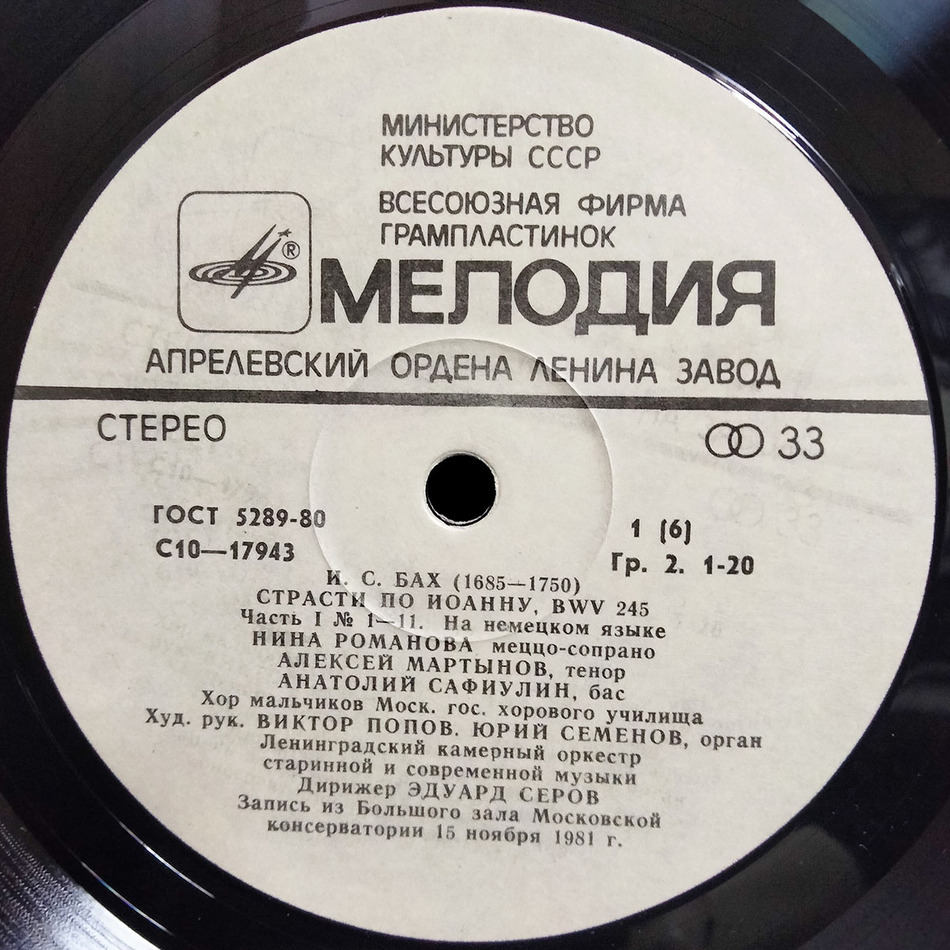 МИНИСТЕРСТВО
КУЛЬТУРЫ СССР
ВСЕСОЮЗНАЯ ФИРМА
ГРАМПЛАСТИНОК
®
МЕЛОДИЯ
АПРЕЛЕВСКИЙ ОРДЕНА ЛЕНИНА ЗАВОД
СТЕРЕО
33
ГОСТ 5289-80
С10—17943
1 (6)
Гр. 2. 1-20
И. С. БАХ (1685—1750)
СТРАСТИ ПО ИОАННУ, BWV 245
Часть I № 1—11. На немецком языке
НИНА РОМАНОВА меццо-сопрано
АЛЕКСЕЙ МАРТЫНОВ, тенор
АНАТОЛИЙ САФИУЛИН, бас
Хор мальчиков Моск. гос. хорового училища
Худ. рук. ВИКТОР ПОПОВ. ЮРИЙ СЕМЕНОВ, орган
Ленинградский камерный оркестр
старинной и современной музыки
Дирижер ЭДУАРД СЕРОВ
Запись из Большого зала Московской
консерватории 15 ноября 1981 г.